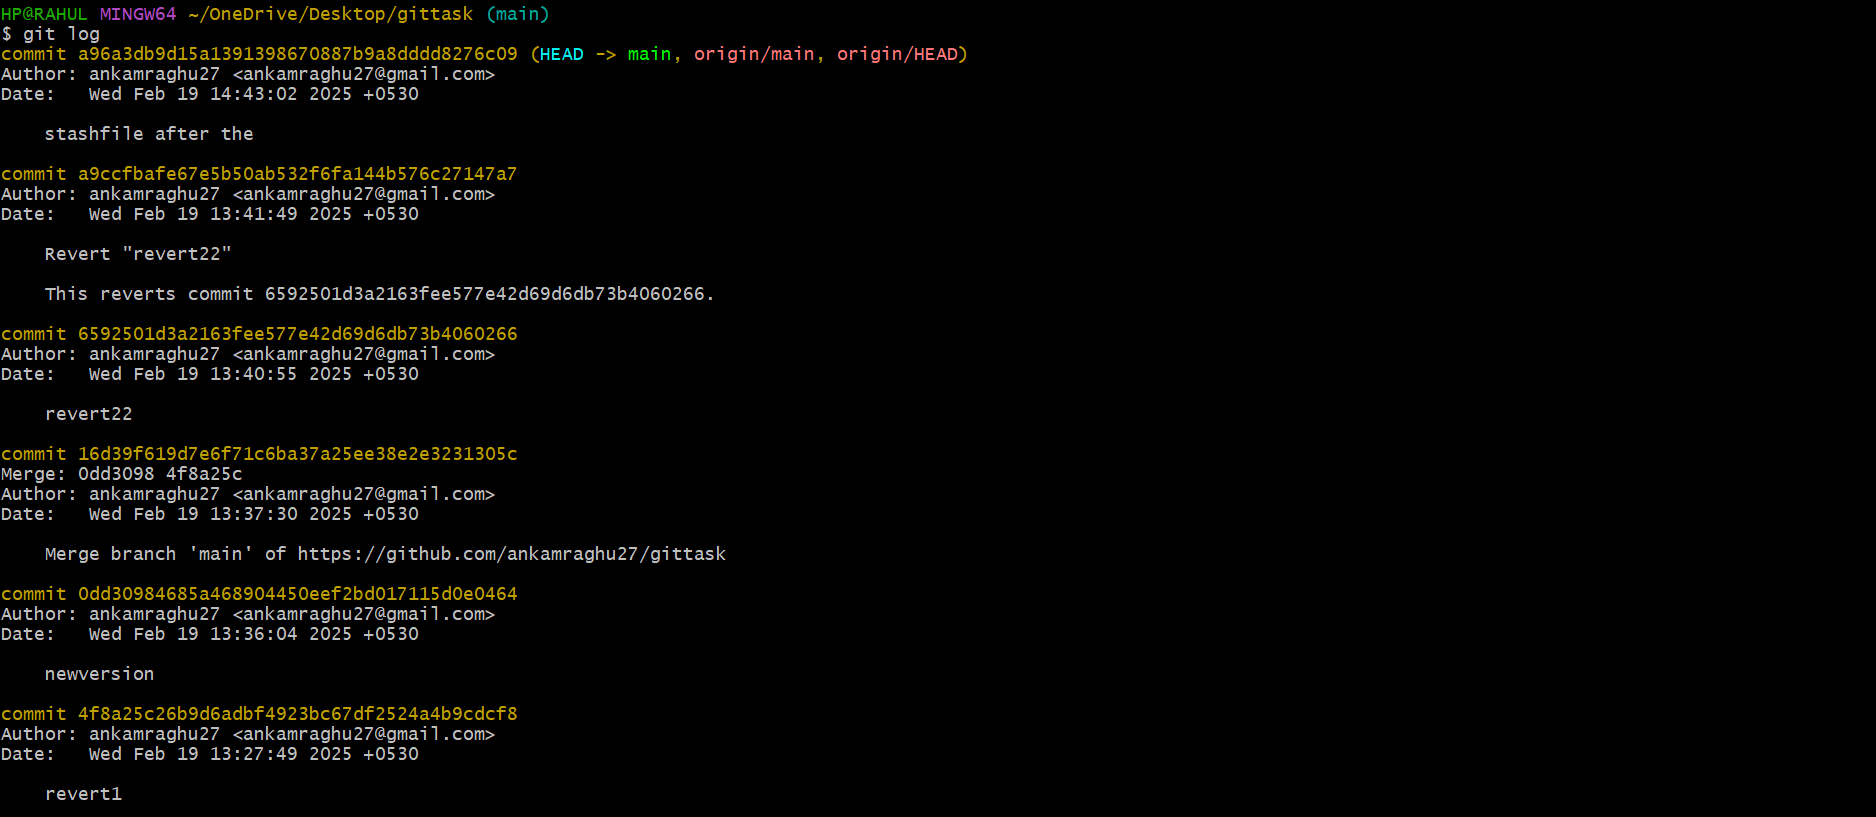 HP@RAHUL MINGW64 ~/OneDrive/Desktop/gittask (main)
$ git log
commit a96a3db9d15a1391398670887b9a8dddd8276c09 (HEAD -> main, origin/main, origin/HEAD)
Author: ankamraghu27 <ankamraghu27@gmail.com>
Date:   Wed Feb 19 14:43:02 2025 +0530
    stashfile after the
commit a9ccfbafe67e5b50ab532f6fa144b576c27147a7
Author: ankamraghu27 <ankamraghu27@gmail.com>
Date:   Wed Feb 19 13:41:49 2025 +0530
    Revert "revert22"
    This reverts commit 6592501d3a2163fee577e42d69d6db73b4060266.
commit 6592501d3a2163fee577e42d69d6db73b4060266
Author: ankamraghu27 <ankamraghu27@gmail.com>
Date:   Wed Feb 19 13:40:55 2025 +0530
    revert22
commit 16d39f619d7e6f71c6ba37a25ee38e2e3231305c
Merge: 0dd3098 4f8a25c
Author: ankamraghu27 <ankamraghu27@gmail.com>
Date:   Wed Feb 19 13:37:30 2025 +0530
    Merge branch 'main' of https://github.com/ankamraghu27/gittask
commit 0dd30984685a468904450eef2bd017115d0e0464
Author: ankamraghu27 <ankamraghu27@gmail.com>
Date:   Wed Feb 19 13:36:04 2025 +0530
    newversion
commit 4f8a25c26b9d6adbf4923bc67df2524a4b9cdcf8
Author: ankamraghu27 <ankamraghu27@gmail.com>
Date:   Wed Feb 19 13:27:49 2025 +0530
    revert1